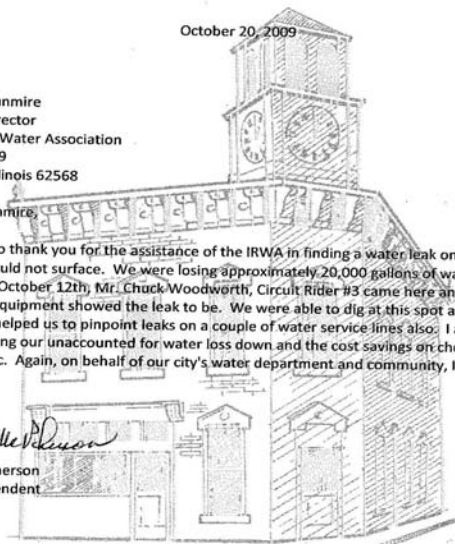 October 20, 2009
nmire
rector
Water Association
9
linois 62568
nmire,
o thank you for the assistance of the IRWA in finding a water leak on
uld not surface. We were losing approximately 20,000 gallons of wa
October 12th, Mr. Chuck Woodworth, Circuit Rider #3 came here an
quipment showed the leak to be. We were able to dig at this spot a
helped us to pinpoint leaks on a couple of water service lines also. I a
ng our unaccounted for water loss down and the cost savings on che
c. Again, on behalf of our city's water department and community, I
erson
ndent